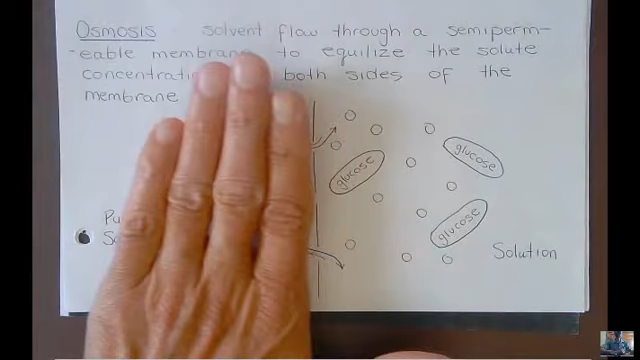 Osmosis solvent flow through a semiperm-
-eable membrane to equilize the solute
both sides of the
membrane
glucose
glucose
glucose
Solution